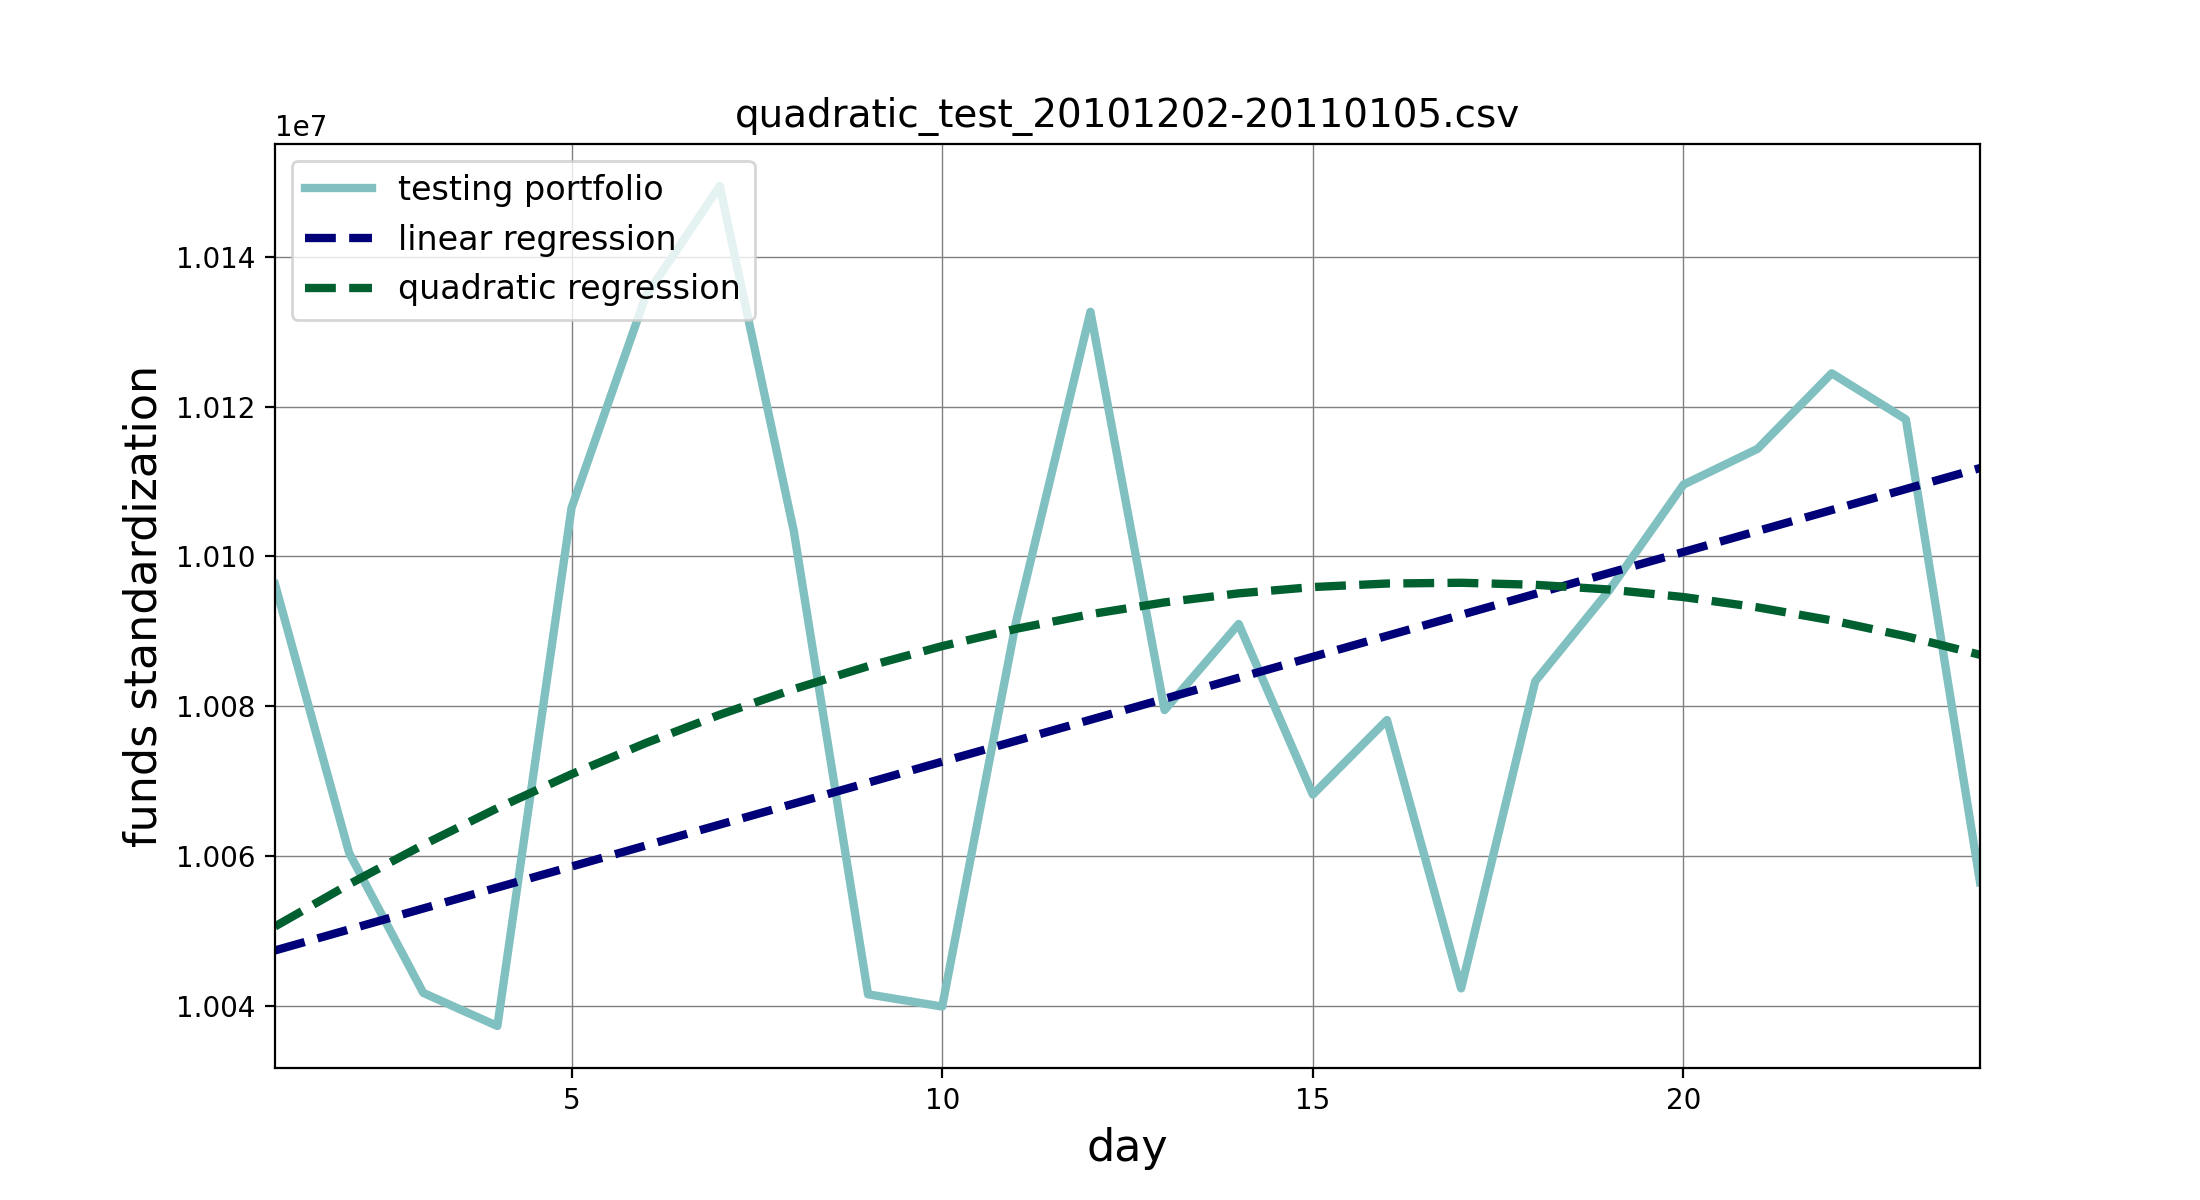 quadratic_test_20101202-20110105.csv
1e7
testing portfolio
linear regression
quadratic regression
1.014
1.012
1.010
1.008
1.006
1.004
funds standardization
5
10
15
20
day